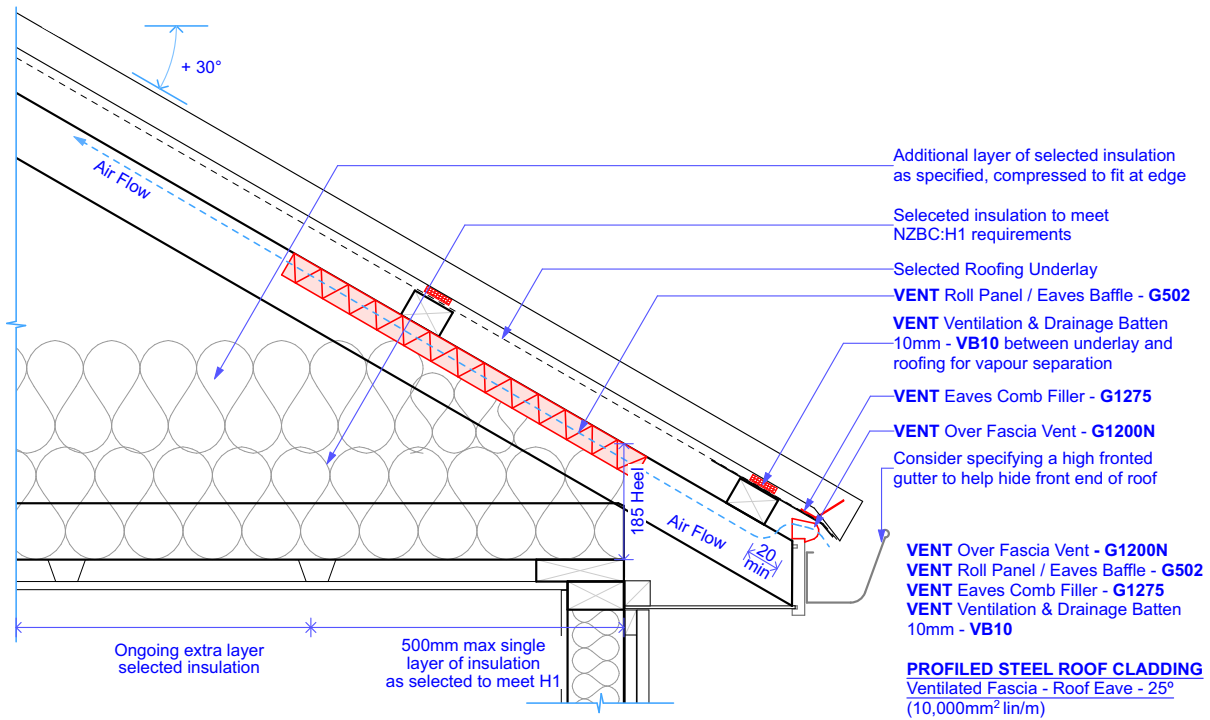 + 30°
Air Flow
Additional layer of selected insulation
as specified, compressed to fit at edge
Seleceted insulation to meet
NZBC:H1 requirements
Selected Roofing Underlay
VENT Roll Panel / Eaves Baffle - G502
VENT Ventilation & Drainage Batten
10mm - VB10 between underlay and
roofing for vapour separation
VENT Eaves Comb Filler - G1275
VENT Over Fascia Vent - G1200N
Consider specifying a high fronted
gutter to help hide front end of roof
185 Heel
Air Flow
20
min
VENT Over Fascia Vent - G1200N
VENT Roll Panel / Eaves Baffle - G502
VENT Eaves Comb Filler - G1275
VENT Ventilation & Drainage Batten
10mm - VB10
Ongoing extra layer
selected insulation
500mm max single
layer of insulation
as selected to meet H1
PROFILED STEEL ROOF CLADDING
Ventilated Fascia - Roof Eave - 25º
(10,000mm² lin/m)